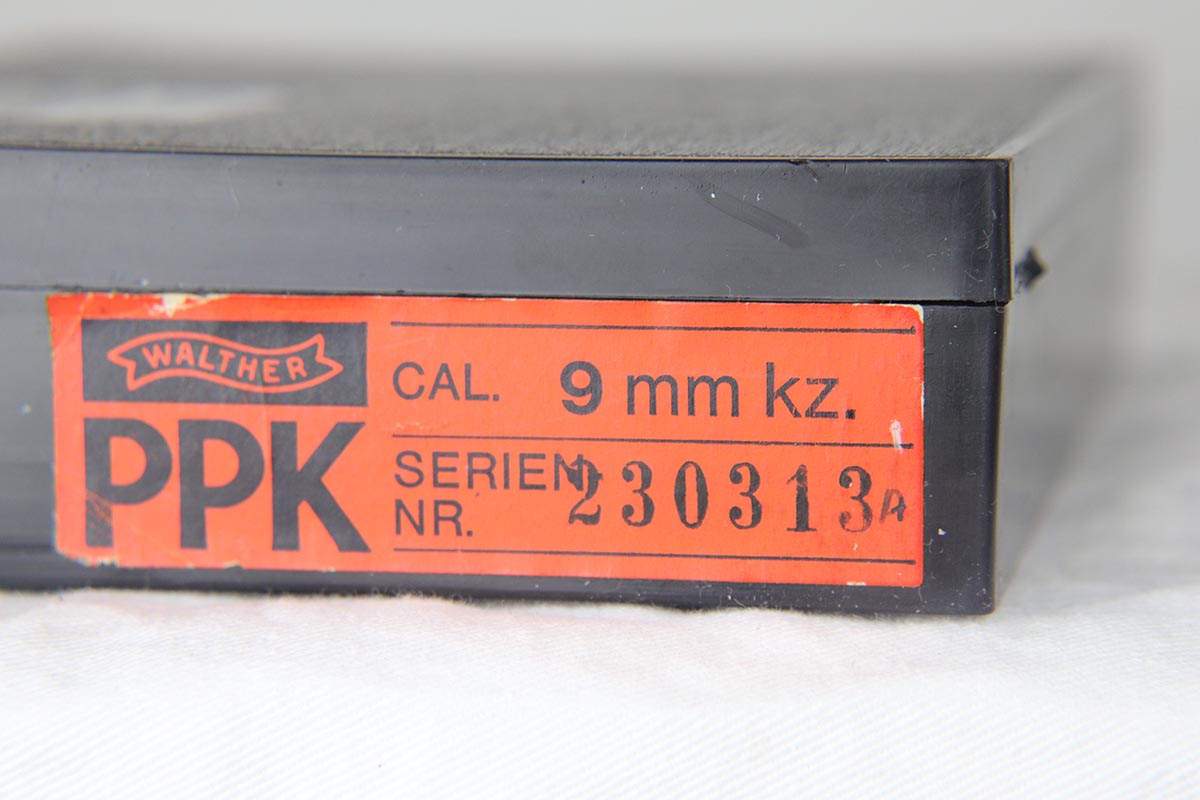 WALTHER
PPK
CAL. 9 mm kz.
SERIEN
NR. 230313A